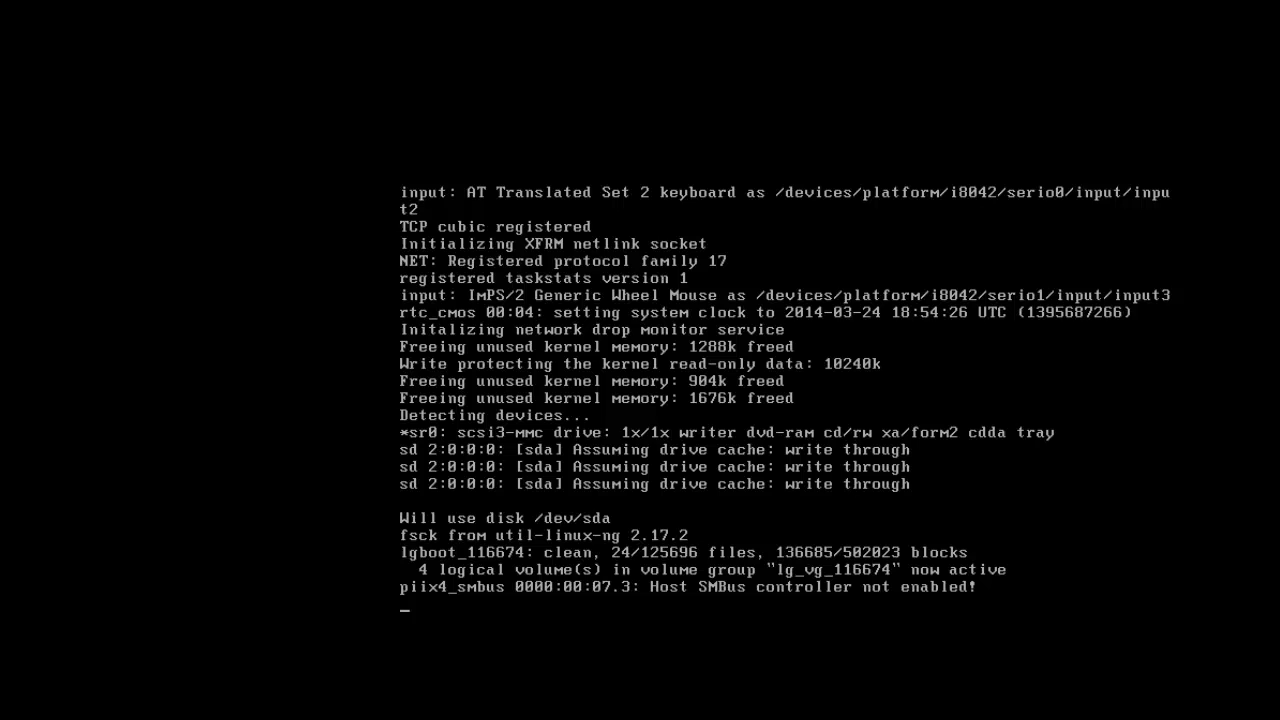 input: AT Translated Set 2 keyboard as /devices/platform/i8042/serio0/input/inpu
t2
TCP cubic registered
Initializing XFRM netlink socket
NET: Registered protocol family 17
registered taskstats version 1
input: ImPS/2 Generic Wheel Mouse as /devices/platform/i8042/serio1/input/input3
rtc_cmos 00:04: setting system clock to 2014-03-24 18:54:26 UTC (1395687266)
Initalizing network drop monitor service
Freeing unused kernel memory: 1288k freed
Write protecting the kernel read-only data: 10240k
Freeing unused kernel memory: 904k freed
Freeing unused kernel memory: 1676k freed
Detecting devices...
*sr0: scsi3-mmc drive: 1x/1x writer dvd-ram cd/rw xa/form2 cdda tray
sd 2:0:0:0: [sda] Assuming drive cache: write through
sd 2:0:0:0: [sda] Assuming drive cache: write through
sd 2:0:0:0: [sda] Assuming drive cache: write through
Will use disk /dev/sda
fsck from util-linux-ng 2.17.2
lgboot_116674: clean, 24/125696 files, 136685/502023 blocks
  4 logical volume(s) in volume group "lg_vg_116674" now active
piix4_smbus 0000:00:07.3: Host SMBus controller not enabled!
_